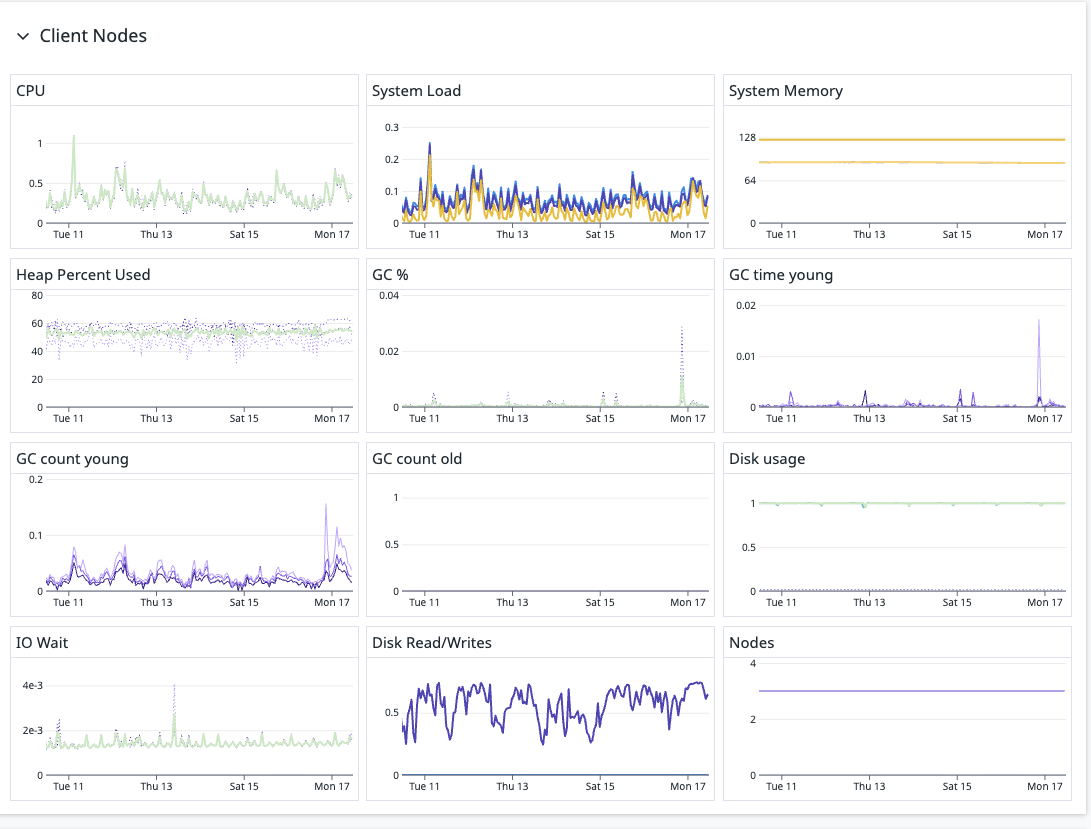 Client Nodes
CPU
1
0.5
0
Tue 11 Thu 13 Sat 15 Mon 17
System Load
0.3
0.2
0.1
0
Tue 11 Thu 13 Sat 15 Mon 17
System Memory
128
64
0
Tue 11 Thu 13 Sat 15 Mon 17
Heap Percent Used
80
60
40
20
0
Tue 11 Thu 13 Sat 15 Mon 17
GC %
0.04
0.02
0
Tue 11 Thu 13 Sat 15 Mon 17
GC time young
0.02
0.01
0
Tue 11 Thu 13 Sat 15 Mon 17
GC count young
0.2
0.1
0
Tue 11 Thu 13 Sat 15 Mon 17
GC count old
1
0.5
0
Tue 11 Thu 13 Sat 15 Mon 17
Disk usage
1
0.5
0
Tue 11 Thu 13 Sat 15 Mon 17
IO Wait
4e-3
2e-3
0
Tue 11 Thu 13 Sat 15 Mon 17
Disk Read/Writes
0.5
0
Tue 11 Thu 13 Sat 15 Mon 17
Nodes
4
2
0
Tue 11 Thu 13 Sat 15 Mon 17